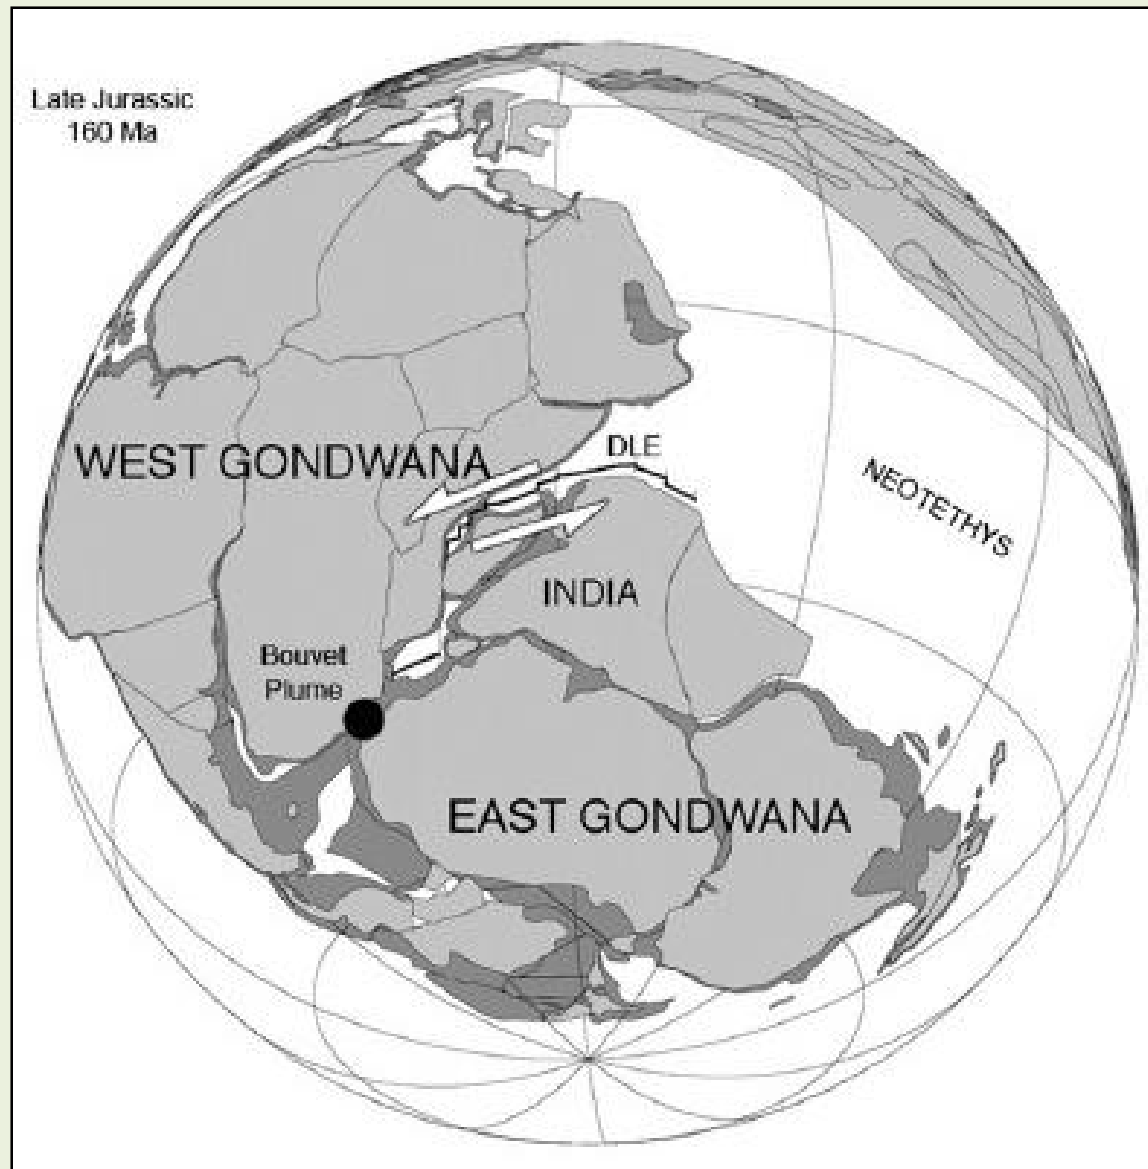 Late Jurassic
160 Ma
WEST GONDWANA
DLE
NEOTETHYS
INDIA
Bouvet
Plume
EAST GONDWANA